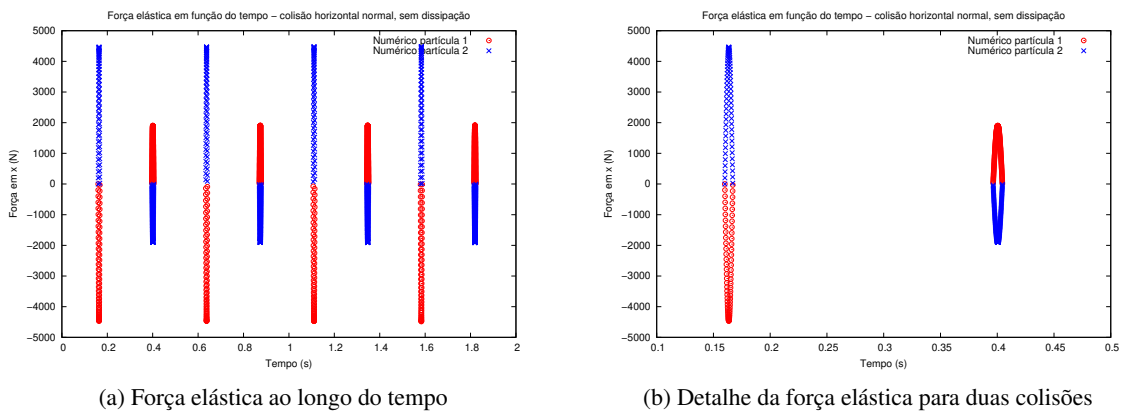 Força elástica em função do tempo − colisão horizontal normal, sem dissipação
5000
4000
3000
2000
1000
0
−1000
−2000
−3000
−4000
−5000
Força em x (N)
Numérico partícula 1
Numérico partícula 2
0 0.2 0.4 0.6 0.8 1 1.2 1.4 1.6 1.8 2
Tempo (s)
(a) Força elástica ao longo do tempo
Força elástica em função do tempo − colisão horizontal normal, sem dissipação
5000
4000
3000
2000
1000
0
−1000
−2000
−3000
−4000
−5000
Força em x (N)
Numérico partícula 1
Numérico partícula 2
0.1 0.15 0.2 0.25 0.3 0.35 0.4 0.45 0.5
Tempo (s)
(b) Detalhe da força elástica para duas colisões